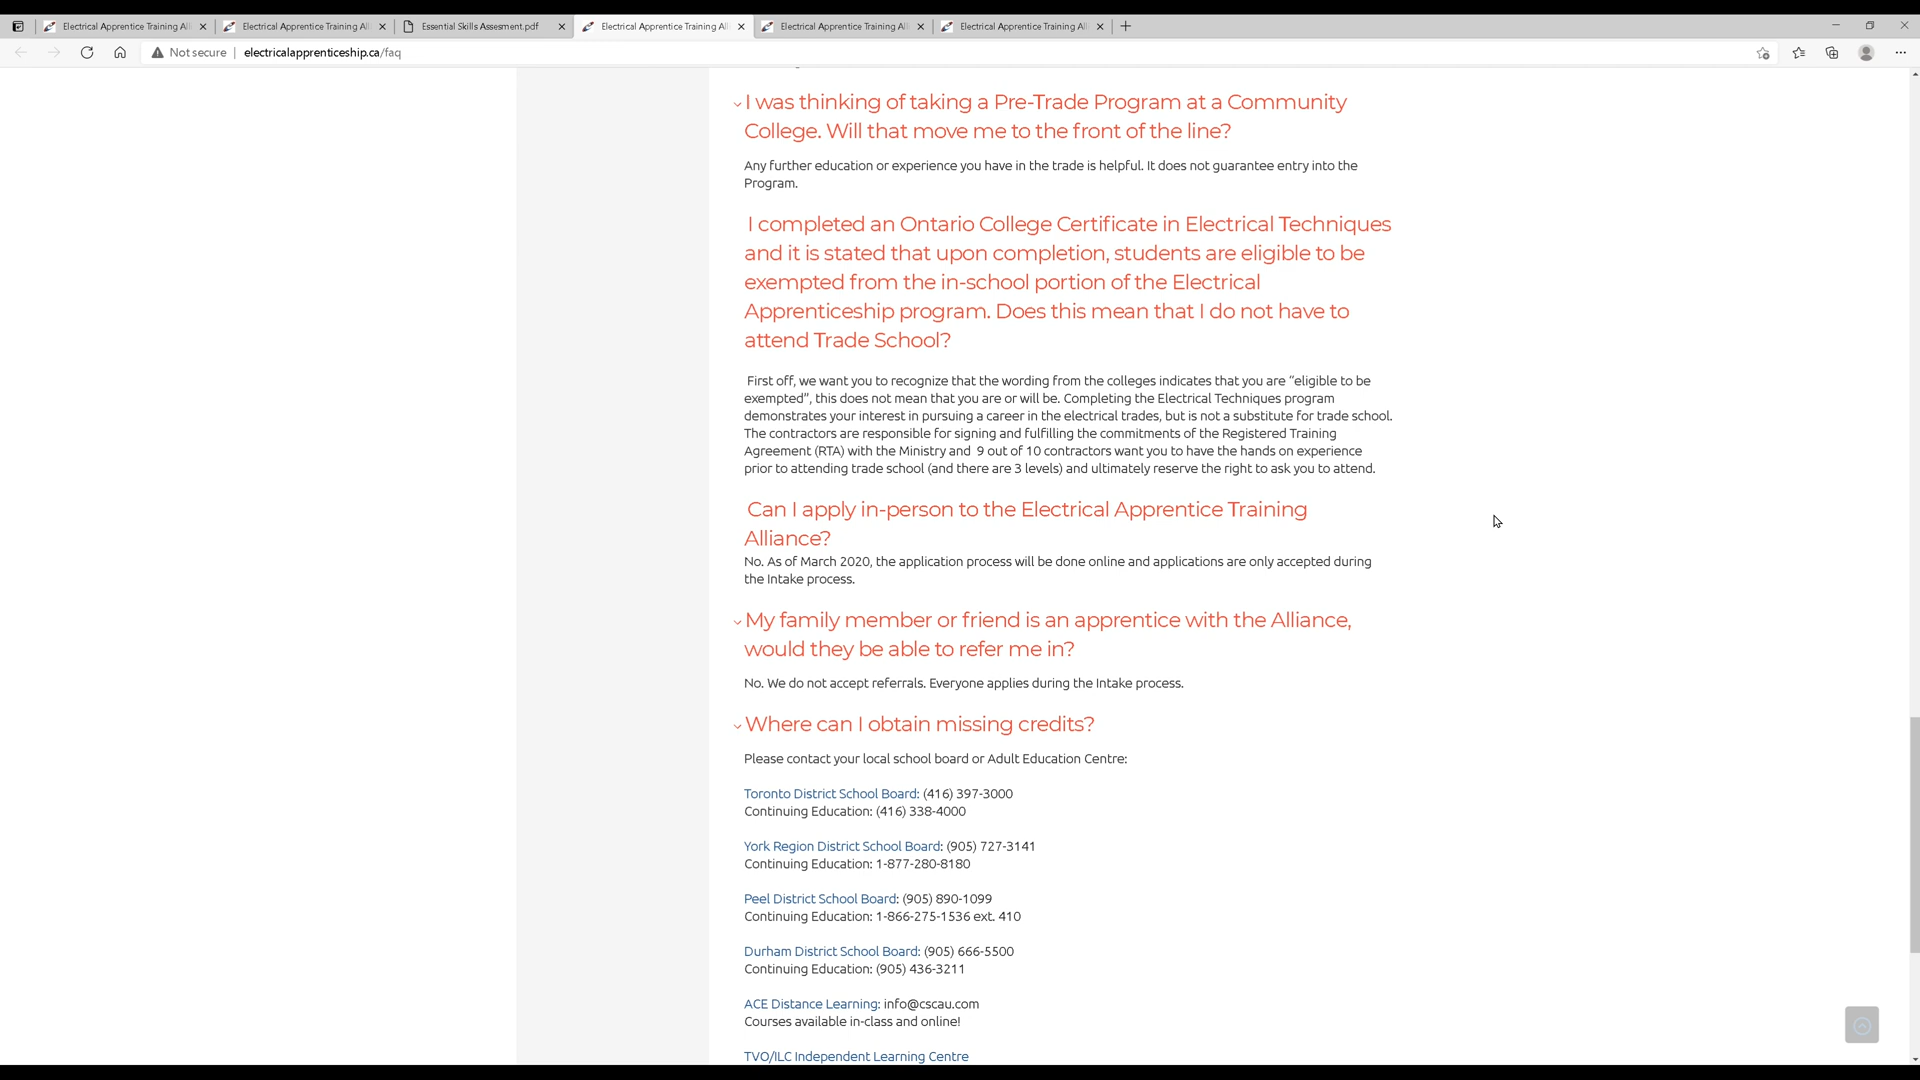 Electrical Apprentice Training All
Electrical Apprentice Training All
Essential Skills Assesment.pdf
Electrical Apprentice Training All
Electrical Apprentice Training All
Electrical Apprentice Training All
Not secure
electricalapprenticeship.ca/faq
I was thinking of taking a Pre-Trade Program at a Community
College. Will that move me to the front of the line?
Any further education or experience you have in the trade is helpful. It does not guarantee entry into the
Program.
I completed an Ontario College Certificate in Electrical Techniques
and it is stated that upon completion, students are eligible to be
exempted from the in-school portion of the Electrical
Apprenticeship program. Does this mean that I do not have to
attend Trade School?
First off, we want you to recognize that the wording from the colleges indicates that you are “eligible to be
exempted”, this does not mean that you are or will be. Completing the Electrical Techniques program
demonstrates your interest in pursuing a career in the electrical trades, but is not a substitute for trade school.
The contractors are responsible for signing and fulfilling the commitments of the Registered Training
Agreement (RTA) with the Ministry and 9 out of 10 contractors want you to have the hands on experience
prior to attending trade school (and there are 3 levels) and ultimately reserve the right to ask you to attend.
Can I apply in-person to the Electrical Apprentice Training
Alliance?
No. As of March 2020, the application process will be done online and applications are only accepted during
the Intake process.
My family member or friend is an apprentice with the Alliance,
would they be able to refer me in?
No. We do not accept referrals. Everyone applies during the Intake process.
Where can I obtain missing credits?
Please contact your local school board or Adult Education Centre:
Toronto District School Board: (416) 397-3000
Continuing Education: (416) 338-4000
York Region District School Board: (905) 727-3141
Continuing Education: 1-877-280-8180
Peel District School Board: (905) 890-1099
Continuing Education: 1-866-275-1536 ext. 410
Durham District School Board: (905) 666-5500
Continuing Education: (905) 436-3211
ACE Distance Learning: info@cscau.com
Courses available in-class and online!
TVO/ILC Independent Learning Centre